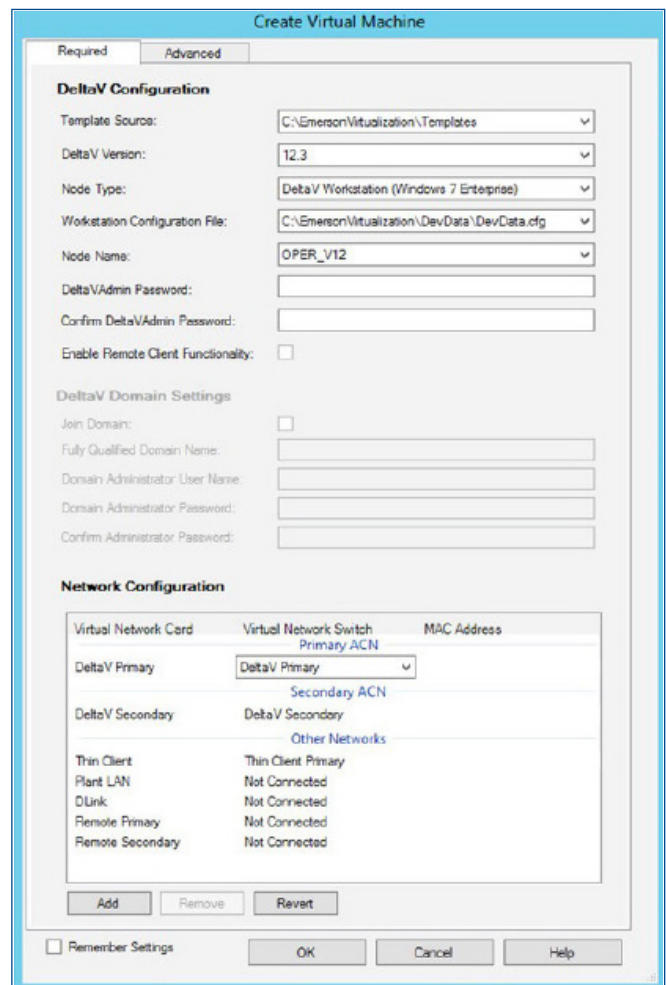 Create Virtual Machine
Required Advanced
DeltaV Configuration
Template Source: C:\EmersonVirtualization\Templates
DeltaV Version: 12.3
Node Type: DeltaV Workstation (Windows 7 Enterprise)
Workstation Configuration File: C:\EmersonVirtualization\DevData\DevData.cfg
Node Name: OPER_V12
DeltaVAdmin Password:
Confirm DeltaVAdmin Password:
Enable Remote Client Functionality:
DeltaV Domain Settings
Join Domain:
Fully Qualified Domain Name:
Domain Administrator User Name:
Domain Administrator Password:
Confirm Administrator Password:
Network Configuration
Virtual Network Card Virtual Network Switch MAC Address
Primary ACN
DeltaV Primary DeltaV Primary
Secondary ACN
DeltaV Secondary DeltaV Secondary
Other Networks
Thin Client Thin Client Primary
Plant LAN Not Connected
DLink Not Connected
Remote Primary Not Connected
Remote Secondary Not Connected
Add Remove Revert
Remember Settings OK Cancel Help